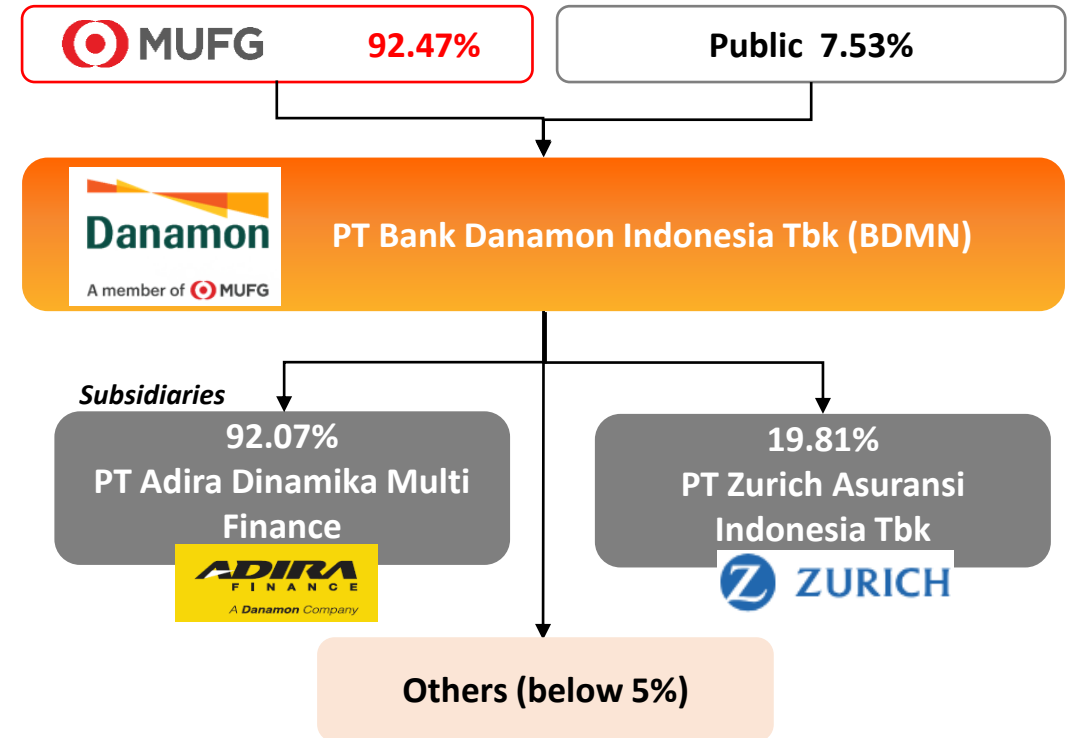 MUFG 92.47%
Public 7.53%
Danamon
A member of MUFG
PT Bank Danamon Indonesia Tbk (BDMN)
Subsidiaries
92.07%
PT Adira Dinamika Multi
Finance
ADIRA
FINANCE
A Danamon Company
19.81%
PT Zurich Asuransi
Indonesia Tbk
Z ZURICH
Others (below 5%)